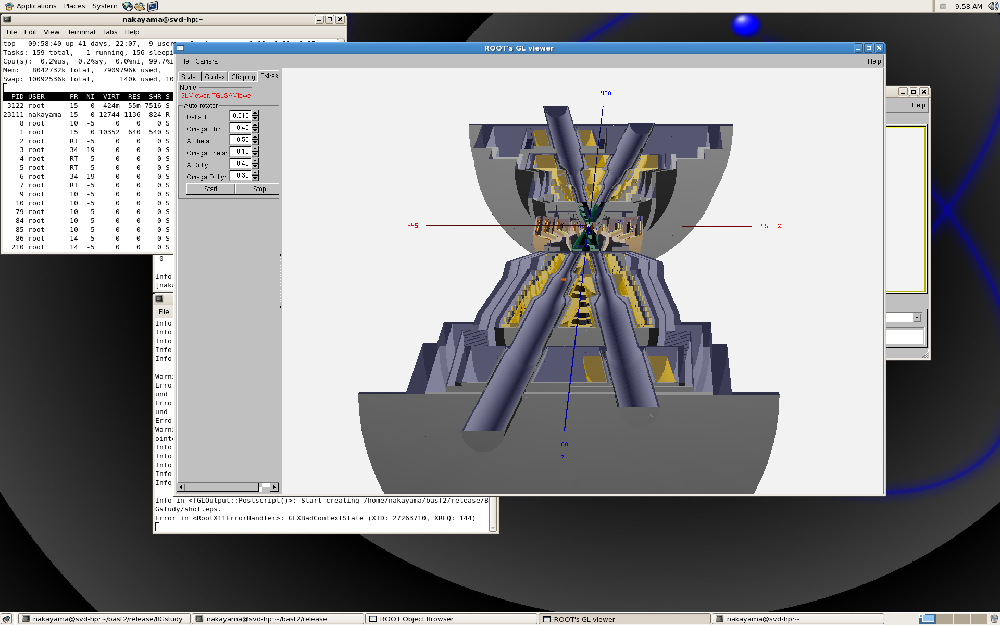 Applications Places System
9:58 AM
nakayama@svd-hp:~
File Edit View Terminal Tabs Help
top - 09:58:40 up 41 days, 22:07, 9 user
Tasks: 159 total, 1 running, 156 sleepi
Cpu(s): 0.2%us, 0.2%sy, 0.0%ni, 99.7%i
Mem: 8042732k total, 7909796k used,
Swap: 10092536k total, 140k used, 10
PID USER PR NI VIRT RES SHR S
3122 root 15 0 424m 55m 7516 S
23111 nakayama 15 0 12744 1136 824 R
8 root 10 -5 0 0 0 S
1 root 15 0 10352 640 540 S
2 root RT -5 0 0 0 S
3 root 34 19 0 0 0 S
4 root RT -5 0 0 0 S
5 root RT -5 0 0 0 S
6 root 34 19 0 0 0 S
7 root RT -5 0 0 0 S
9 root 10 -5 0 0 0 S
10 root 10 -5 0 0 0 S
79 root 10 -5 0 0 0 S
84 root 10 -5 0 0 0 S
85 root 10 -5 0 0 0 S
86 root 14 -5 0 0 0 S
210 root 14 -5 0 0 0 S
0
Info
[naka
ROOT's GL viewer
File Camera
Help
Style Guides Clipping Extras
Name
GLViewer::TGLSAViewer
Auto rotator
Delta T: 0.010
Omega Phi: 0.40
A Theta: 0.50
Omega Theta: 0.15
A Dolly: 0.40
Omega Dolly: 0.30
Start Stop
-400
-45
45 X
400
Z
Help
File
Info
Info
Info
Info
Info
---
Warni
Erro
und
Erro
und
Erro
Warn
oint
Info
Info
Info
Info
Info
---
Info in <TGLOutput::Postscript()>: Start creating /home/nakayama/basf2/release/B
Gstudy/shot.eps.
Error in <RootX11ErrorHandler>: GLXBadContextState (XID: 27263710, XREQ: 144)
nakayama@svd-hp:~/basf2/release/BGstudy
nakayama@svd-hp:~/basf2/release
ROOT Object Browser
ROOT's GL viewer
nakayama@svd-hp:~